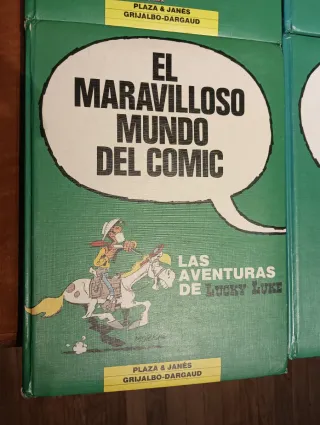 PLAZA & JANÉS
GRIJALBO-DARGAUD
EL
MARAVILLOSO
MUNDO
DEL COMIC
LAS
AVENTURAS
DE LUCKY LUKE
PLAZA & JANÉS
GRIJALBO-DARGAUD